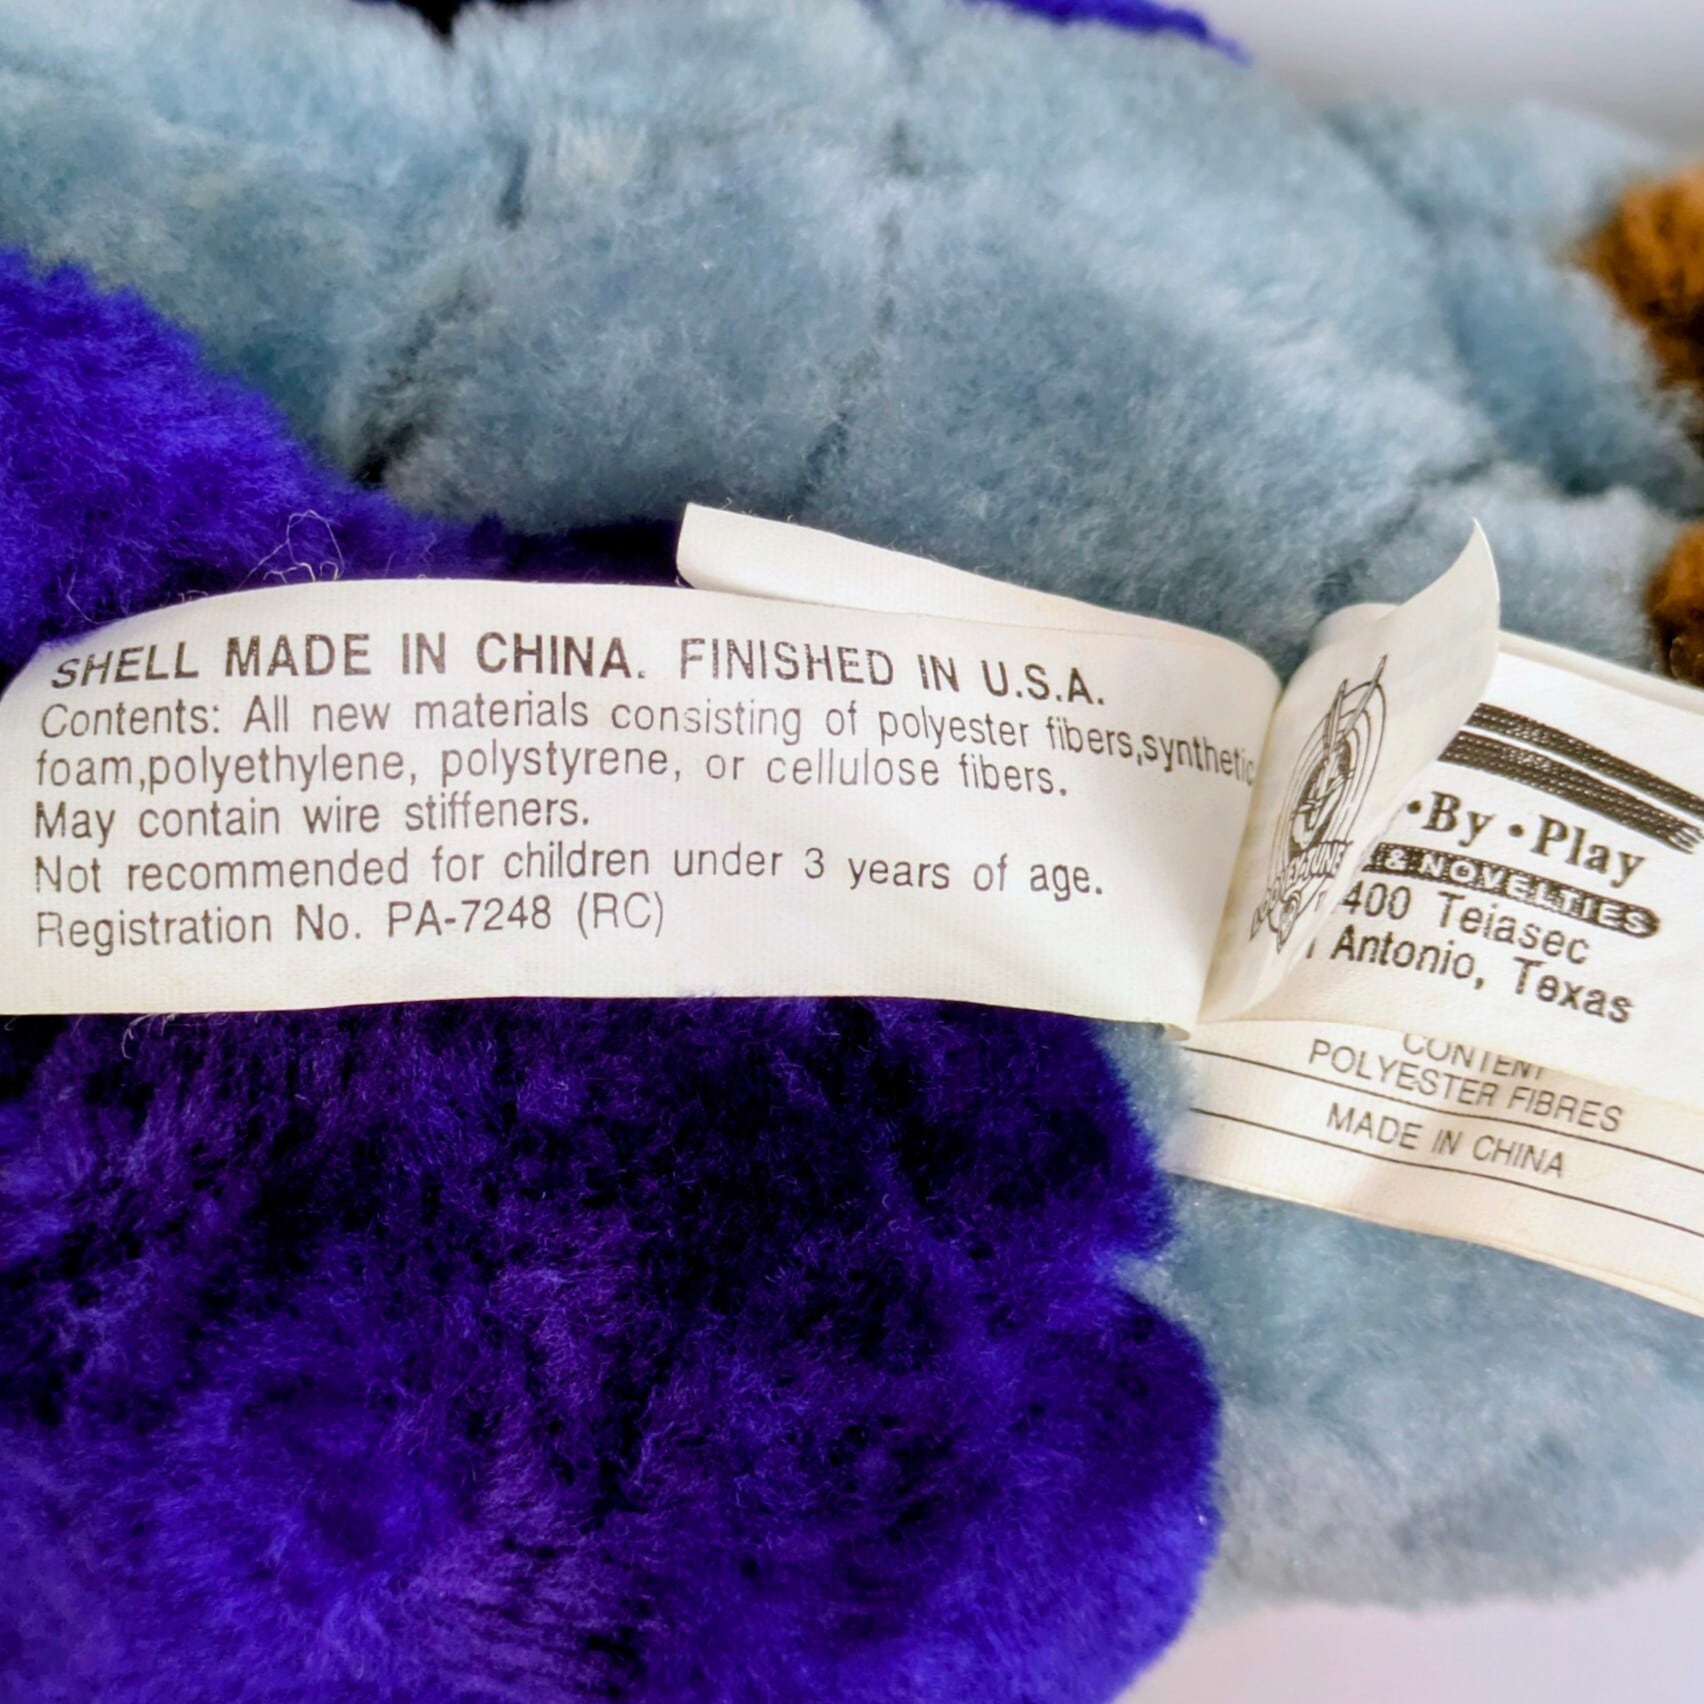 SHELL MADE IN CHINA. FINISHED IN U.S.A.
Contents: All new materials consisting of polyester fibers,synthetic
foam,polyethylene, polystyrene, or cellulose fibers.
May contain wire stiffeners.
Not recommended for children under 3 years of age.
Registration No. PA-7248 (RC)
•By•Play
& NOVELTIES
400 Teiasec
Antonio, Texas
CONTENT
POLYESTER FIBRES
MADE IN CHINA